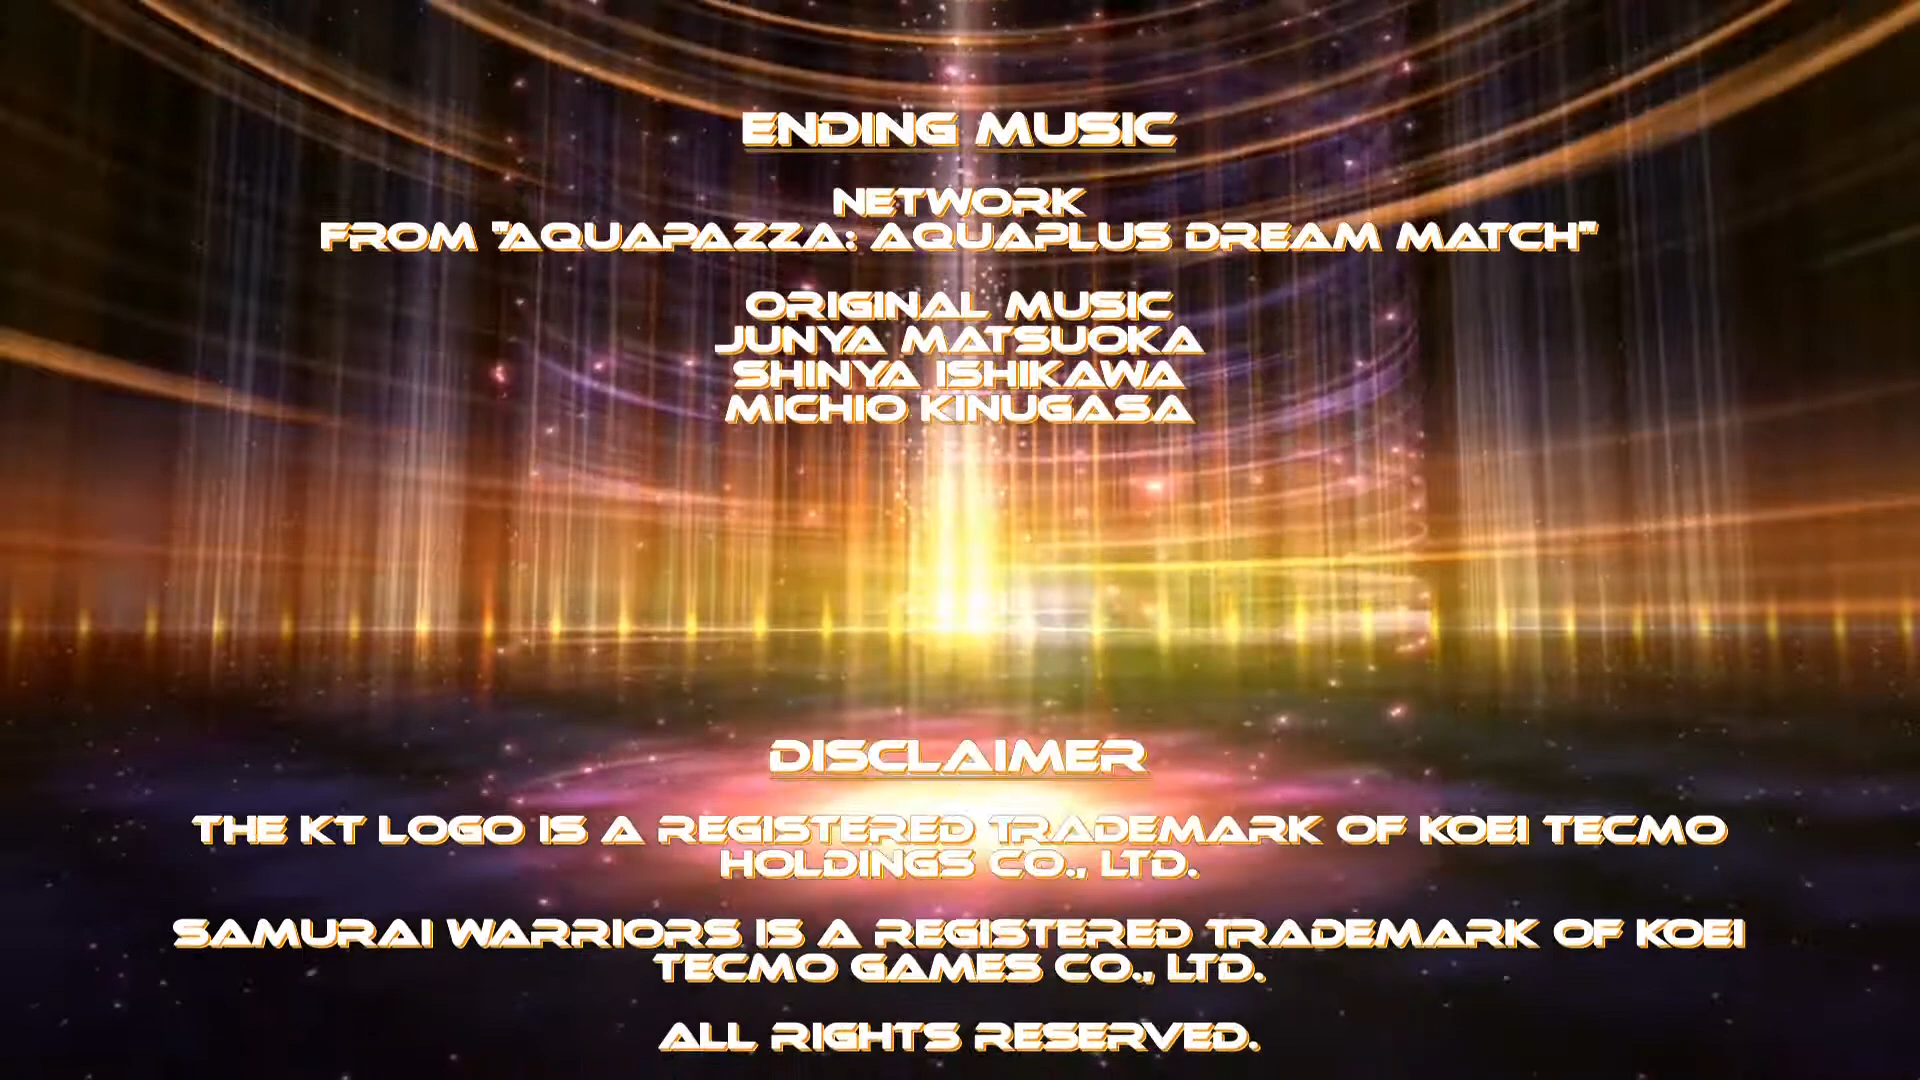 ENDING MUSIC
NETWORK
FROM "AQUAPAZZA: AQUAPLUS DREAM MATCH"
ORIGINAL MUSIC
JUNYA MATSUOKA
SHINYA ISHIKAWA
MICHIO KINUGASA
DISCLAIMER
THE KT LOGO IS A REGISTERED TRADEMARK OF KOEI TECMO
HOLDINGS CO., LTD.
SAMURAI WARRIORS IS A REGISTERED TRADEMARK OF KOEI
TECMO GAMES CO., LTD.
ALL RIGHTS RESERVED.